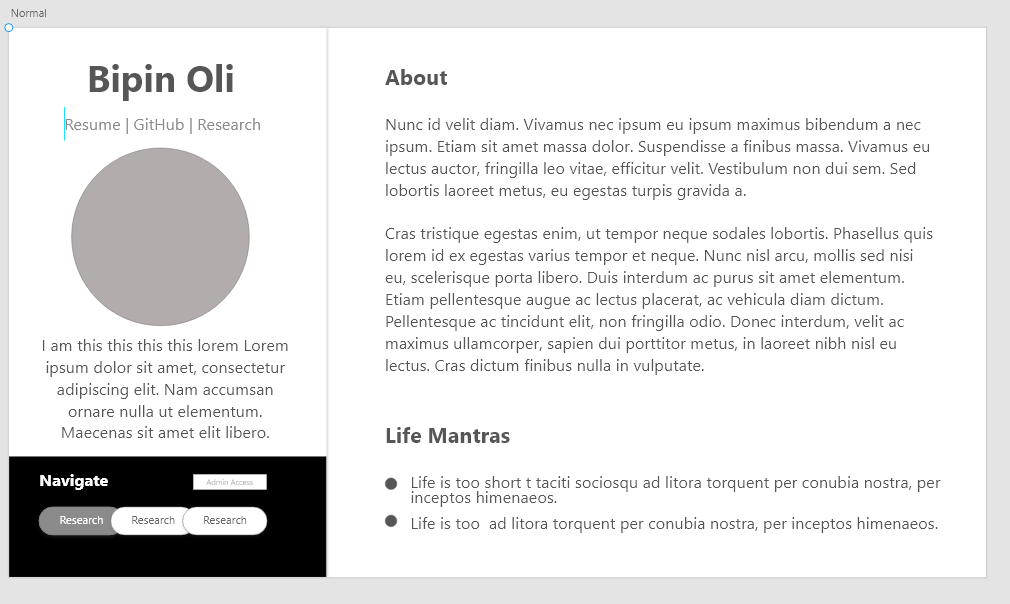 Normal
Bipin Oli
Resume | GitHub | Research
I am this this this this lorem Lorem
ipsum dolor sit amet, consectetur
adipiscing elit. Nam accumsan
ornare nulla ut elementum.
Maecenas sit amet elit libero.
Navigate
Admin Access
Research
Research
Research
About
Nunc id velit diam. Vivamus nec ipsum eu ipsum maximus bibendum a nec
ipsum. Etiam sit amet massa dolor. Suspendisse a finibus massa. Vivamus eu
lectus auctor, fringilla leo vitae, efficitur velit. Vestibulum non dui sem. Sed
lobortis laoreet metus, eu egestas turpis gravida a.
Cras tristique egestas enim, ut tempor neque sodales lobortis. Phasellus quis
lorem id ex egestas varius tempor et neque. Nunc nisl arcu, mollis sed nisi
eu, scelerisque porta libero. Duis interdum ac purus sit amet elementum.
Etiam pellentesque augue ac lectus placerat, ac vehicula diam dictum.
Pellentesque ac tincidunt elit, non fringilla odio. Donec interdum, velit ac
maximus ullamcorper, sapien dui porttitor metus, in laoreet nibh nisl eu
lectus. Cras dictum finibus nulla in vulputate.
Life Mantras
Life is too short t taciti sociosqu ad litora torquent per conubia nostra, per
inceptos himenaeos.
Life is too  ad litora torquent per conubia nostra, per inceptos himenaeos.